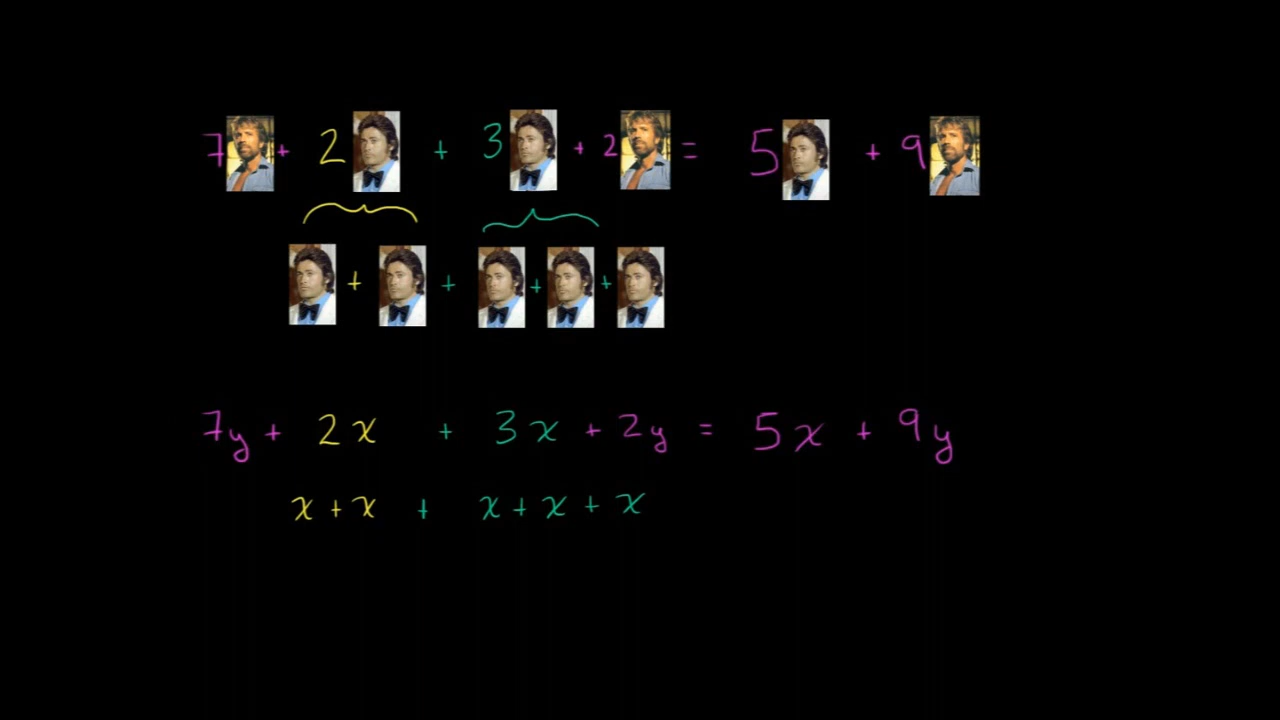 7 + 2 + 3 + 2 = 5 + 9
+ + + +
7y + 2x + 3x + 2y = 5x + 9y
x + x + x + x + x